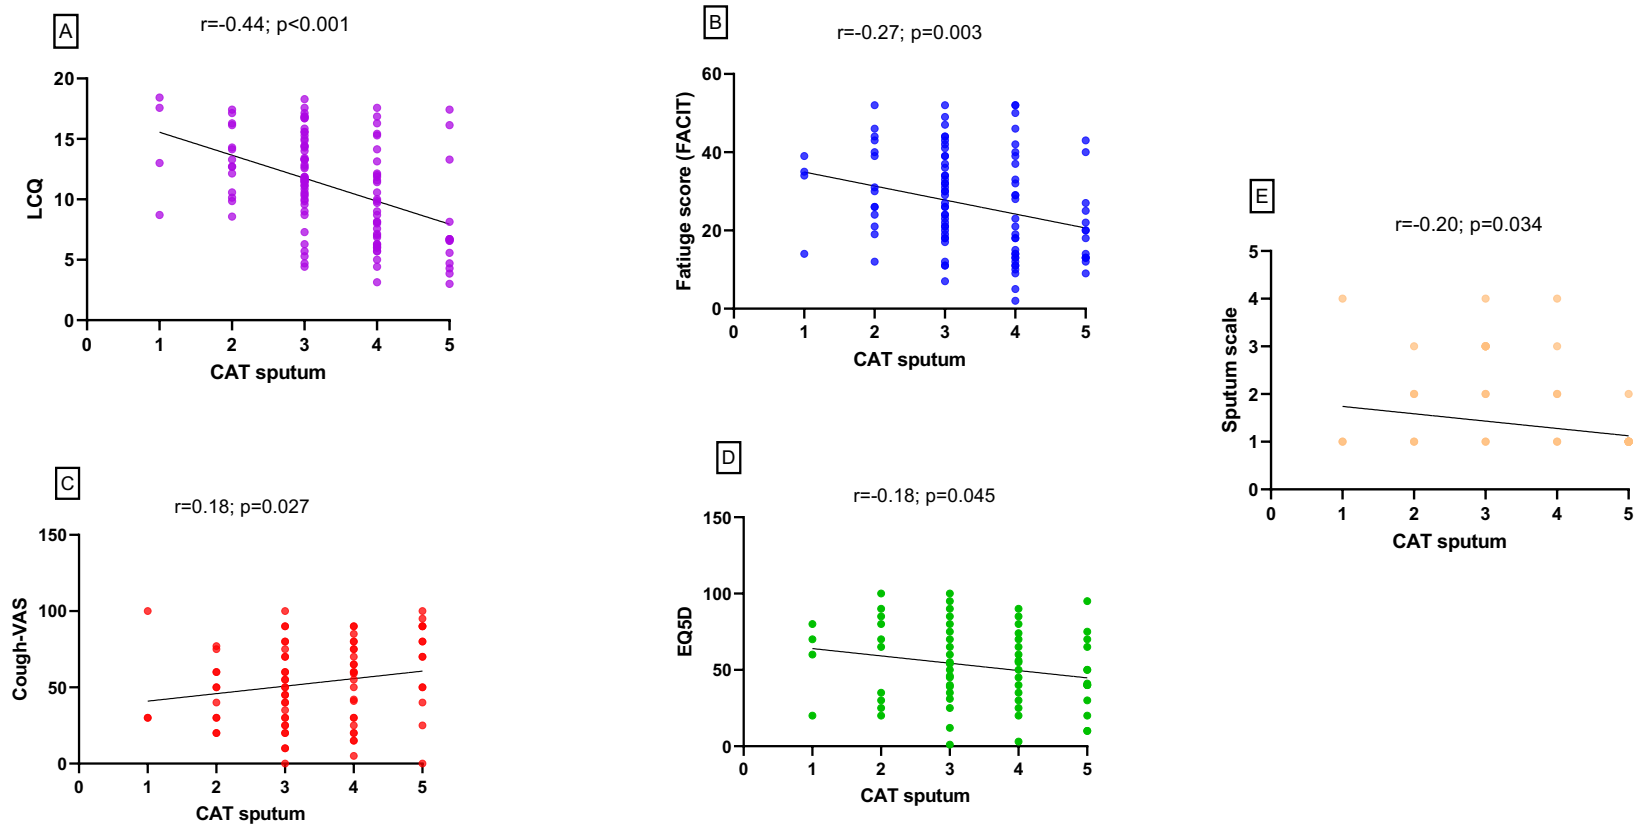 A
r=-0.44; p<0.001
20
15
10
5
0
LCQ
0 1 2 3 4 5
CAT sputum
B
r=-0.27; p=0.003
60
40
20
0
Fatiuge score (FACIT)
0 1 2 3 4 5
CAT sputum
C
r=0.18; p=0.027
150
100
50
0
Cough-VAS
0 1 2 3 4 5
CAT sputum
D
r=-0.18; p=0.045
150
100
50
0
EQ5D
0 1 2 3 4 5
CAT sputum
E
r=-0.20; p=0.034
5
4
3
2
1
0
Sputum scale
0 1 2 3 4 5
CAT sputum